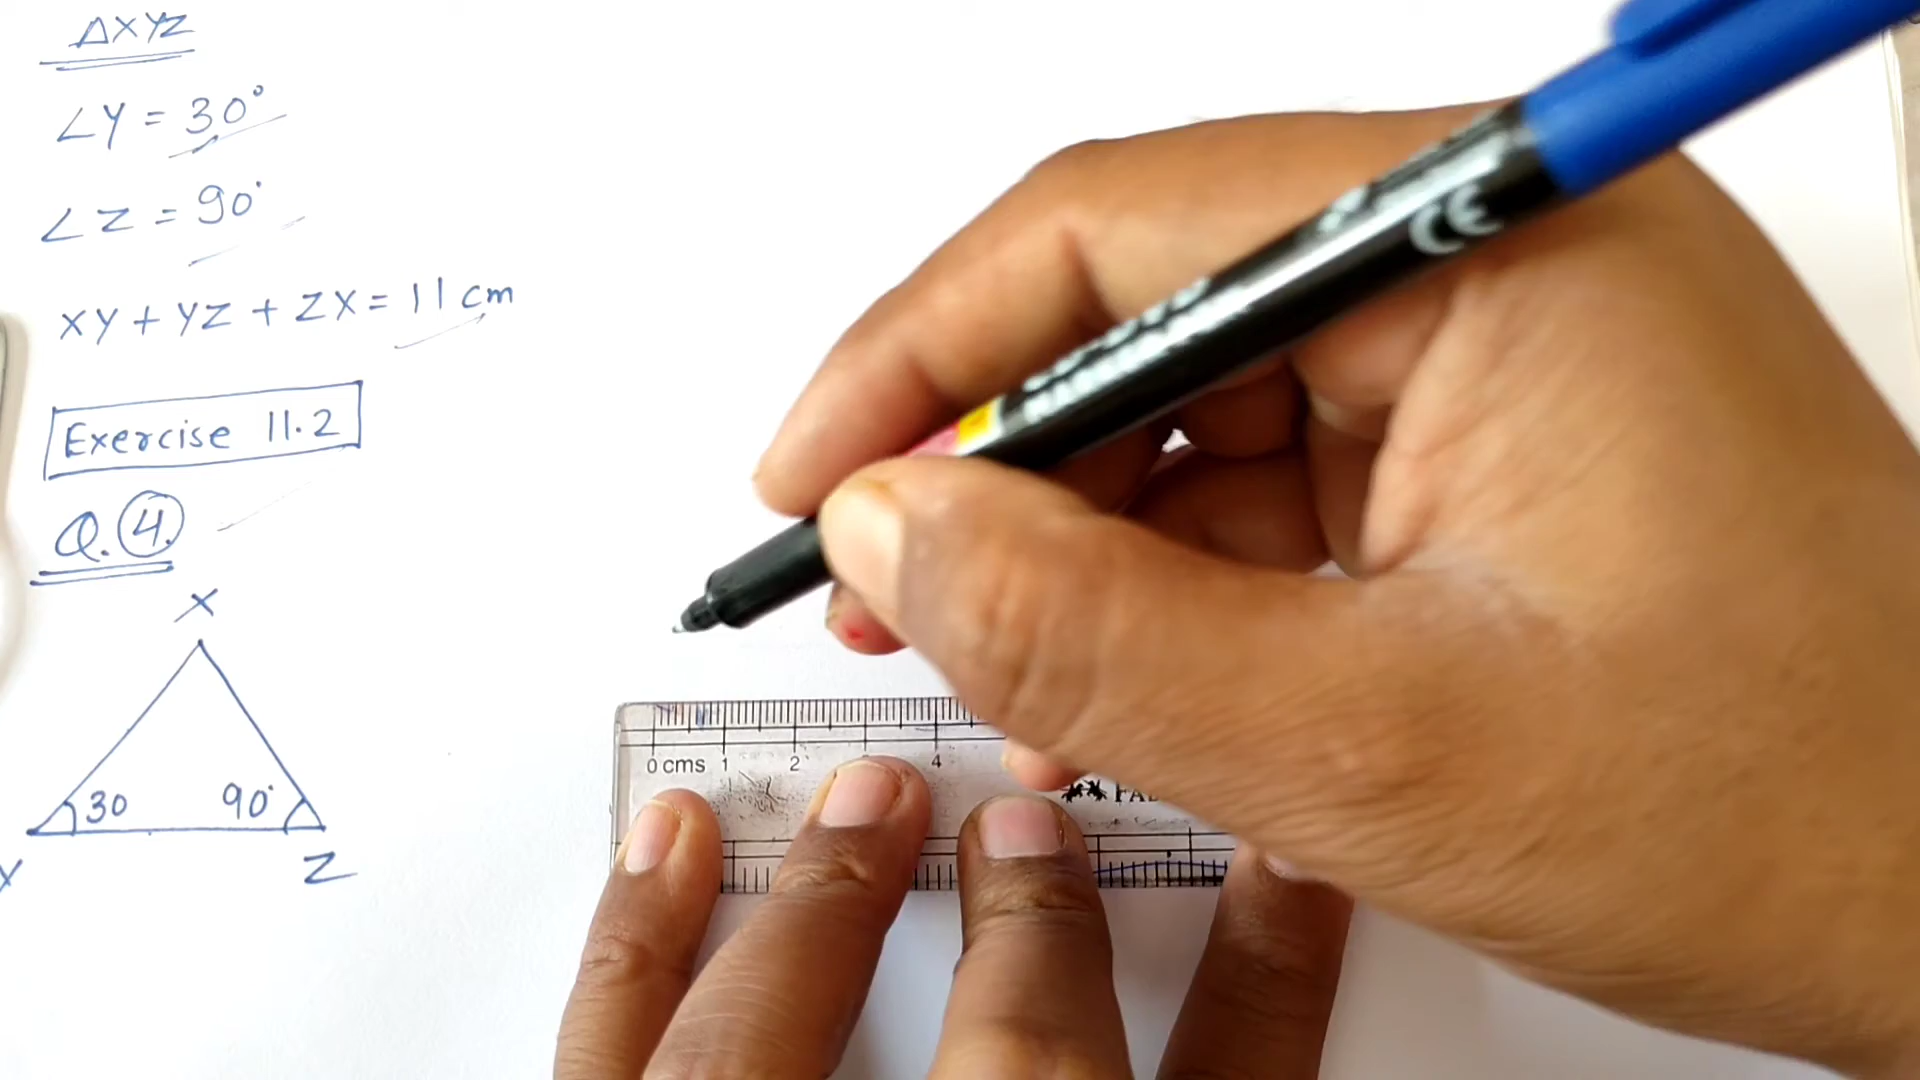 ΔXYZ
∠Y = 30°
∠Z = 90°
XY + YZ + ZX = 11 cm
Exercise 11.2
Q. 4.
X
30 90°
Y Z
0 cms 1 2 4
CE